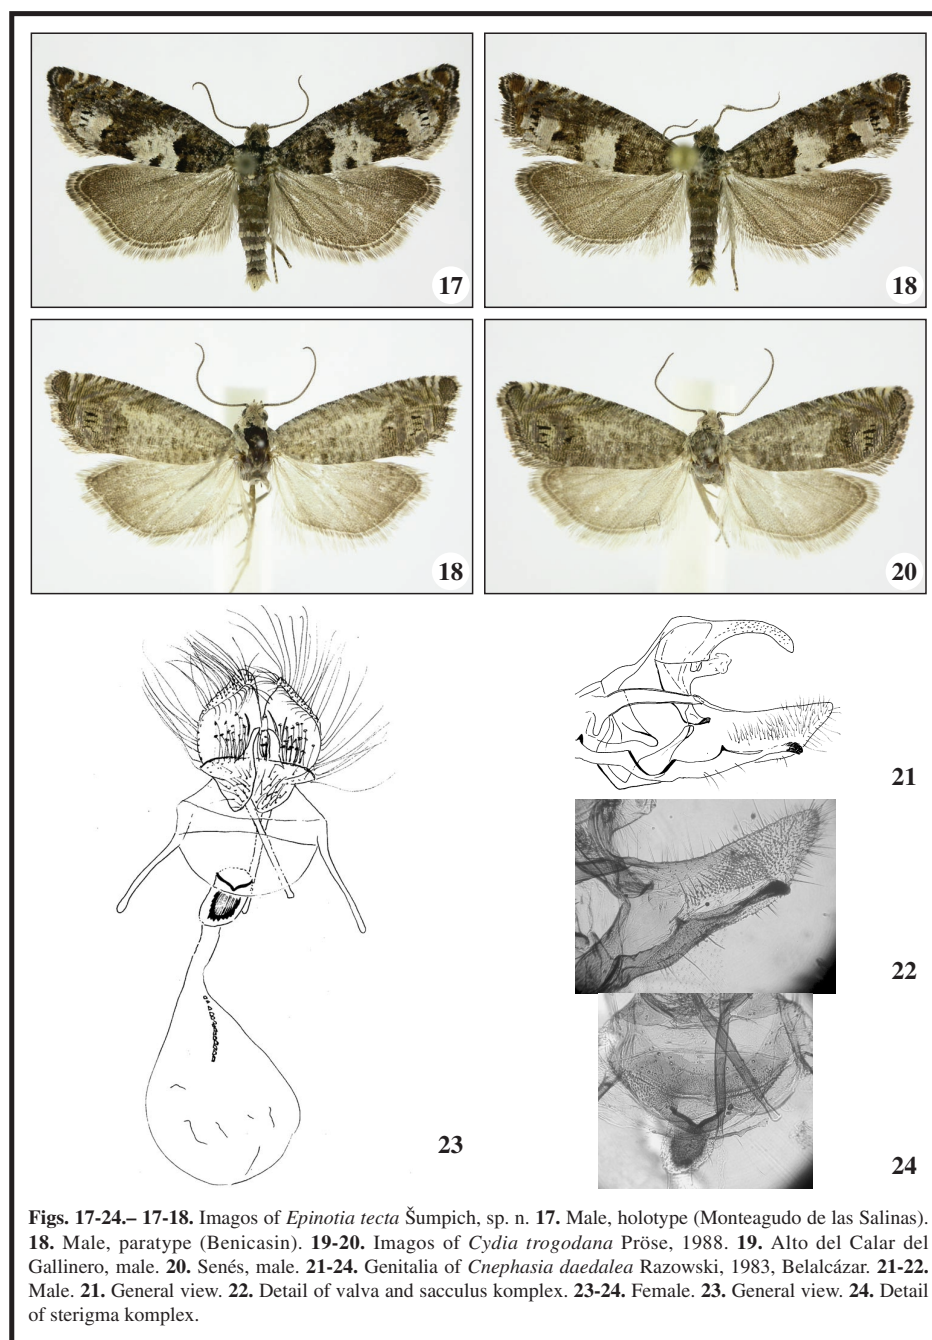 17
18
18
20
21
22
23
24
Figs. 17-24.– 17-18. Imagos of Epinotia tecta Šumpich, sp. n. 17. Male, holotype (Monteagudo de las Salinas).
18. Male, paratype (Benicasin). 19-20. Imagos of Cydia trogodana Pröse, 1988. 19. Alto del Calar del
Gallinero, male. 20. Senés, male. 21-24. Genitalia of Cnephasia daedalea Razowski, 1983, Belalcázar. 21-22.
Male. 21. General view. 22. Detail of valva and sacculus komplex. 23-24. Female. 23. General view. 24. Detail
of sterigma komplex.